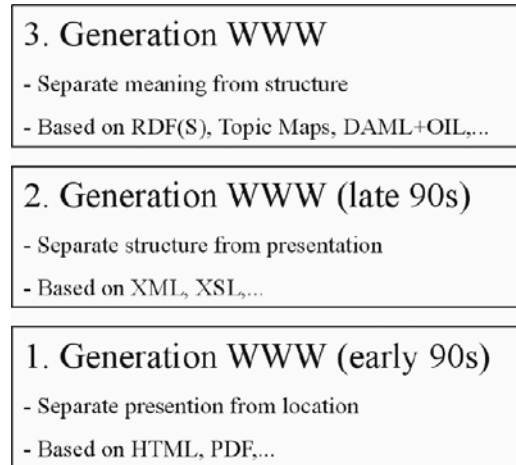 3. Generation WWW
- Separate meaning from structure
- Based on RDF(S), Topic Maps, DAML+OIL,...
2. Generation WWW (late 90s)
- Separate structure from presentation
- Based on XML, XSL,...
1. Generation WWW (early 90s)
- Separate presention from location
- Based on HTML, PDF,...